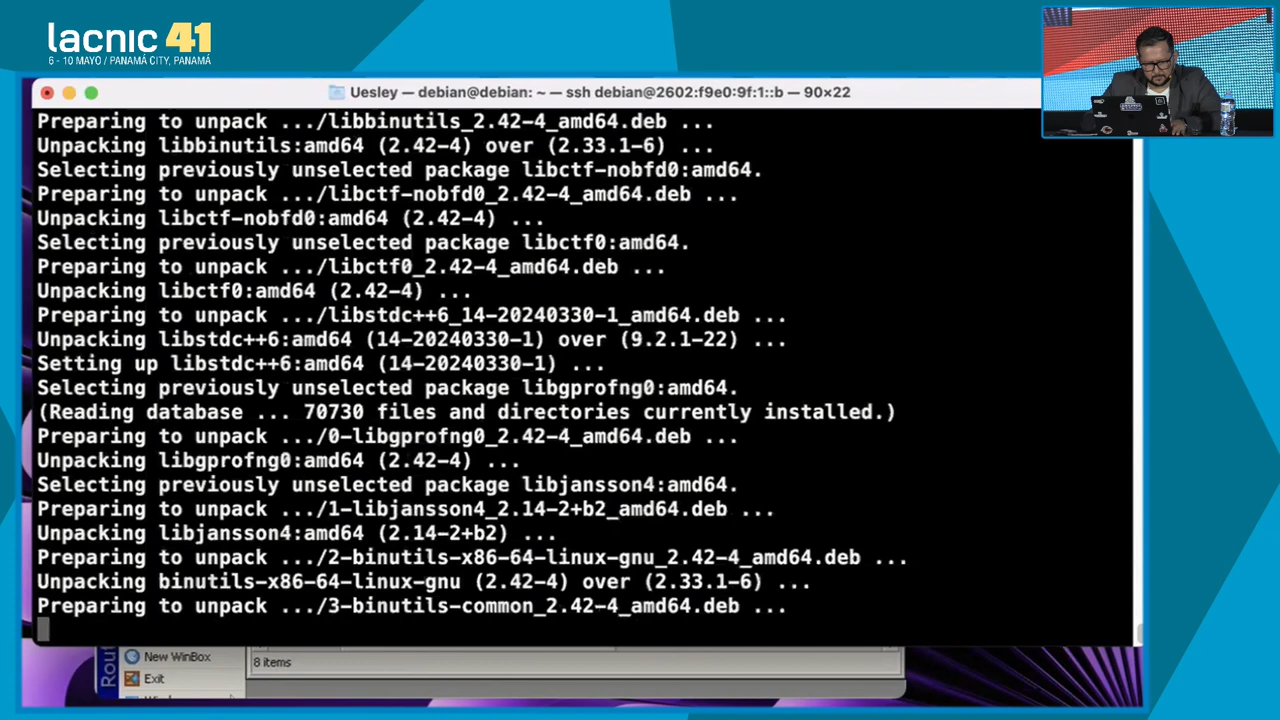 lacnic 41
6 - 10 MAYO / PANAMÁ CITY, PANAMÁ
Uesley — debian@debian: ~ — ssh debian@2602:f9e0:9f:1::b — 90×22
Preparing to unpack .../libbinutils_2.42-4_amd64.deb ...
Unpacking libbinutils:amd64 (2.42-4) over (2.33.1-6) ...
Selecting previously unselected package libctf-nobfd0:amd64.
Preparing to unpack .../libctf-nobfd0_2.42-4_amd64.deb ...
Unpacking libctf-nobfd0:amd64 (2.42-4) ...
Selecting previously unselected package libctf0:amd64.
Preparing to unpack .../libctf0_2.42-4_amd64.deb ...
Unpacking libctf0:amd64 (2.42-4) ...
Preparing to unpack .../libstdc++6_14-20240330-1_amd64.deb ...
Unpacking libstdc++6:amd64 (14-20240330-1) over (9.2.1-22) ...
Setting up libstdc++6:amd64 (14-20240330-1) ...
Selecting previously unselected package libgprofng0:amd64.
(Reading database ... 70730 files and directories currently installed.)
Preparing to unpack .../0-libgprofng0_2.42-4_amd64.deb ...
Unpacking libgprofng0:amd64 (2.42-4) ...
Selecting previously unselected package libjansson4:amd64.
Preparing to unpack .../1-libjansson4_2.14-2+b2_amd64.deb ...
Unpacking libjansson4:amd64 (2.14-2+b2) ...
Preparing to unpack .../2-binutils-x86-64-linux-gnu_2.42-4_amd64.deb ...
Unpacking binutils-x86-64-linux-gnu (2.42-4) over (2.33.1-6) ...
Preparing to unpack .../3-binutils-common_2.42-4_amd64.deb ...
Rout
New WinBox
Exit
8 items